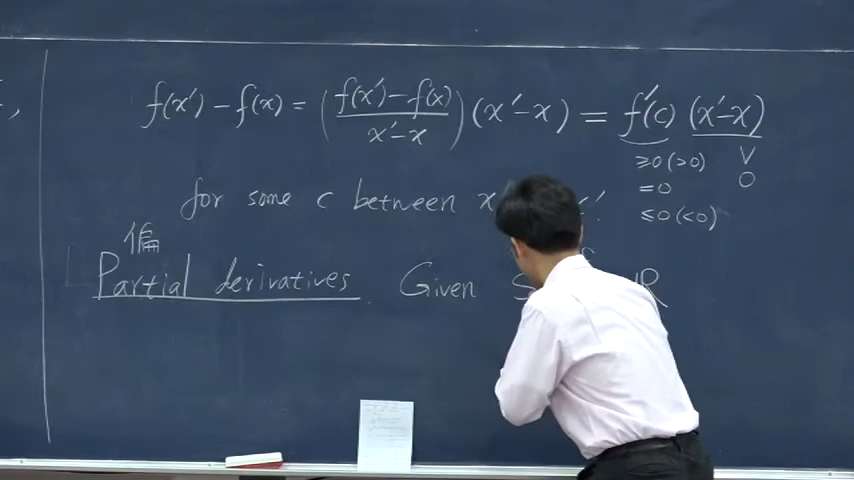 f(x′) − f(x) = ( (f(x′) − f(x)) / (x′ − x) ) (x′ − x) = f′(c) (x′ − x)
≥0 (>0) V
=0 0
≤0 (<0)
for some c between x x′.
偏
Partial derivatives. Given S R